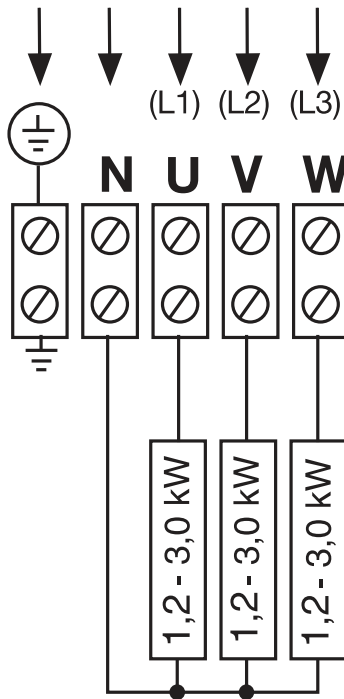 (L1) (L2) (L3)
N U V W
1,2 - 3,0 kW
1,2 - 3,0 kW
1,2 - 3,0 kW